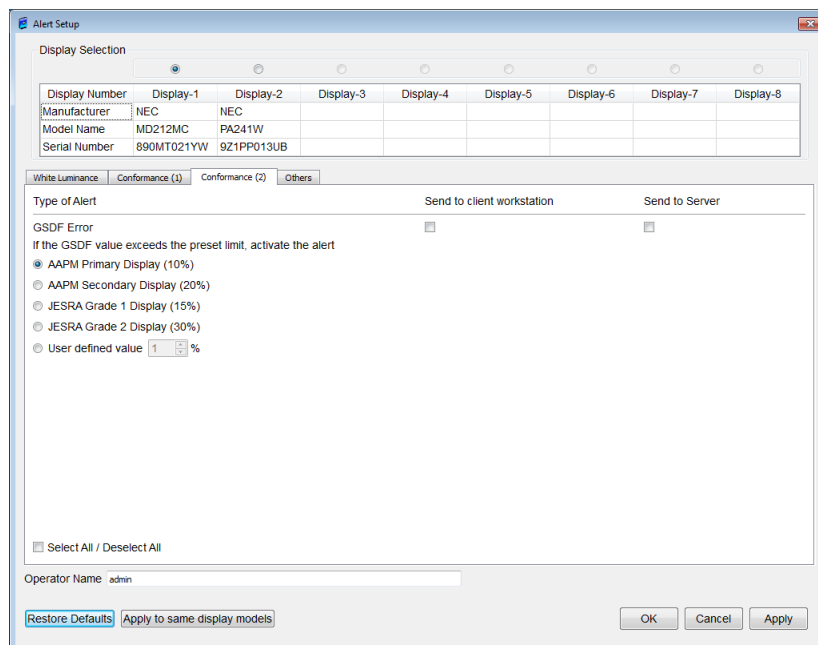 Alert Setup
Display Selection
Display Number Display-1 Display-2 Display-3 Display-4 Display-5 Display-6 Display-7 Display-8
Manufacturer NEC NEC
Model Name MD212MC PA241W
Serial Number 890MT021YW 9Z1PP013UB
White Luminance Conformance (1) Conformance (2) Others
Type of Alert Send to client workstation Send to Server
GSDF Error
If the GSDF value exceeds the preset limit, activate the alert
AAPM Primary Display (10%)
AAPM Secondary Display (20%)
JESRA Grade 1 Display (15%)
JESRA Grade 2 Display (30%)
User defined value 1 %
Select All / Deselect All
Operator Name admin
Restore Defaults Apply to same display models OK Cancel Apply